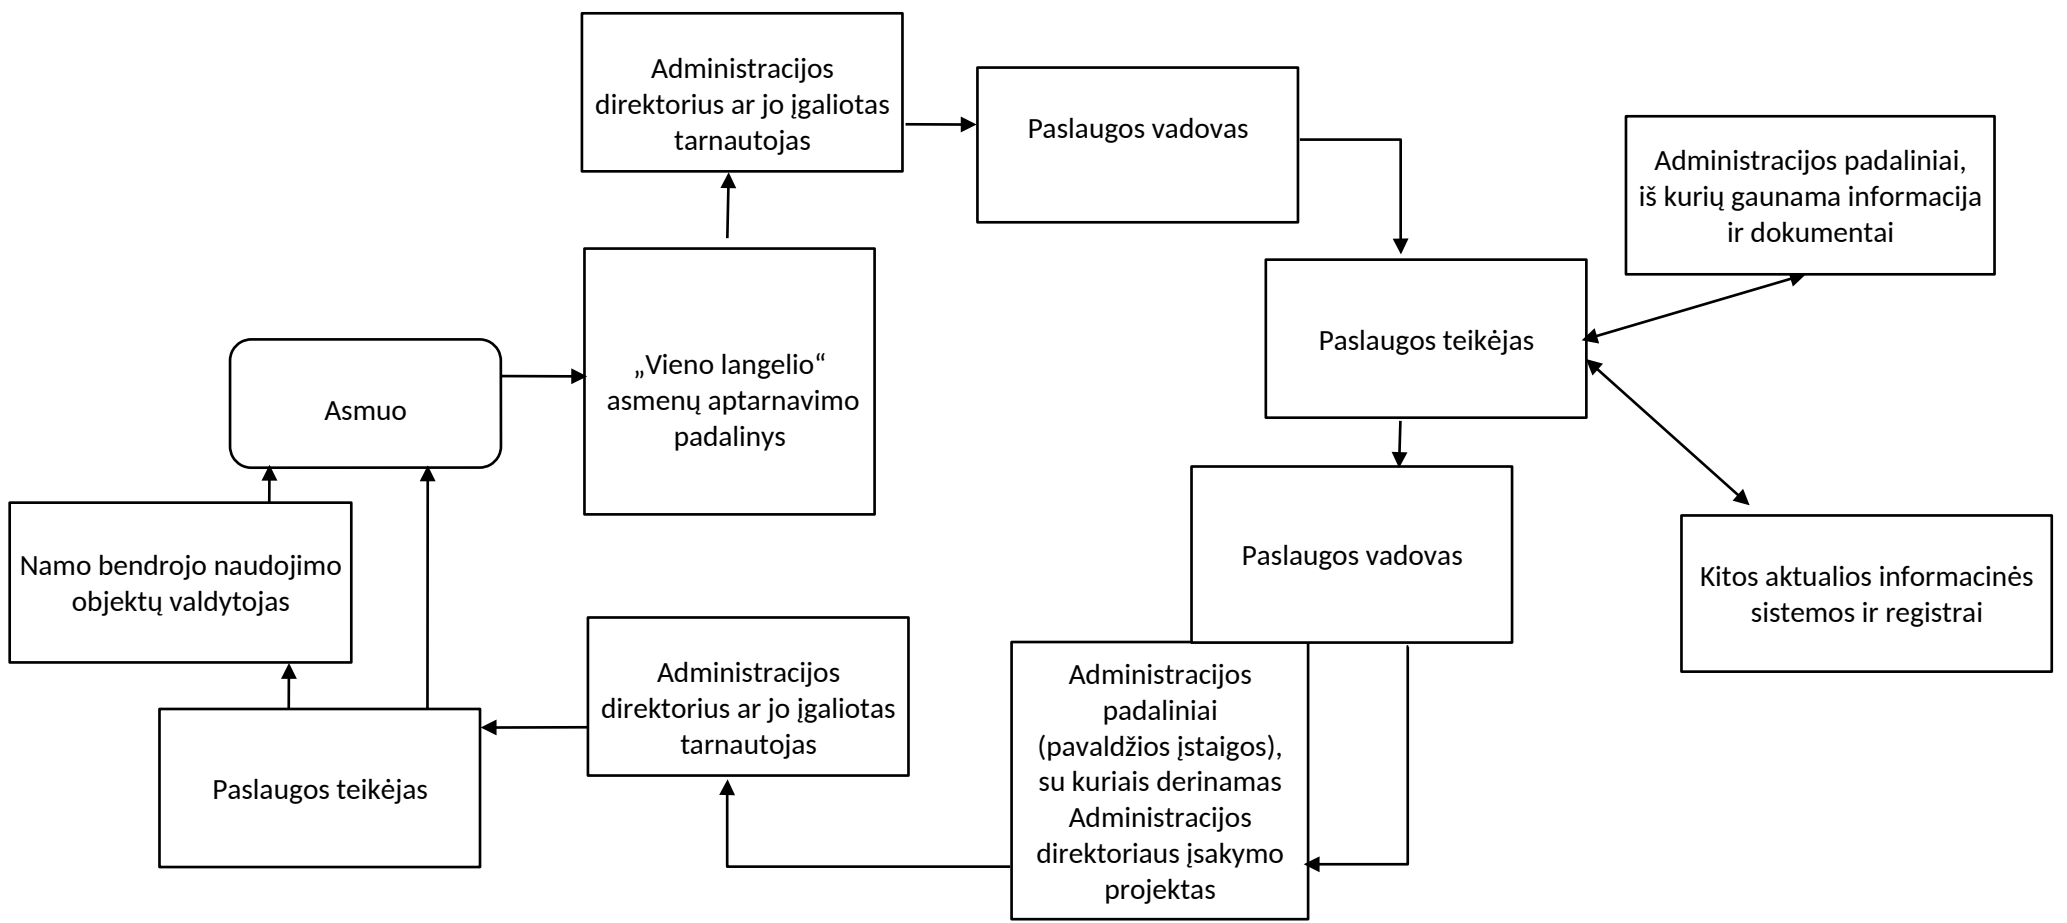 Administracijos
direktorius ar jo įgaliotas
tarnautojas
Paslaugos vadovas
Administracijos padaliniai,
iš kurių gaunama informacija
ir dokumentai
Paslaugos teikėjas
„Vieno langelio“
asmenų aptarnavimo
padalinys
Asmuo
Paslaugos vadovas
Kitos aktualios informacinės
sistemos ir registrai
Namo bendrojo naudojimo
objektų valdytojas
Administracijos
direktorius ar jo įgaliotas
tarnautojas
Administracijos
padaliniai
(pavaldžios įstaigos),
su kuriais derinamas
Administracijos
direktoriaus įsakymo
projektas
Paslaugos teikėjas